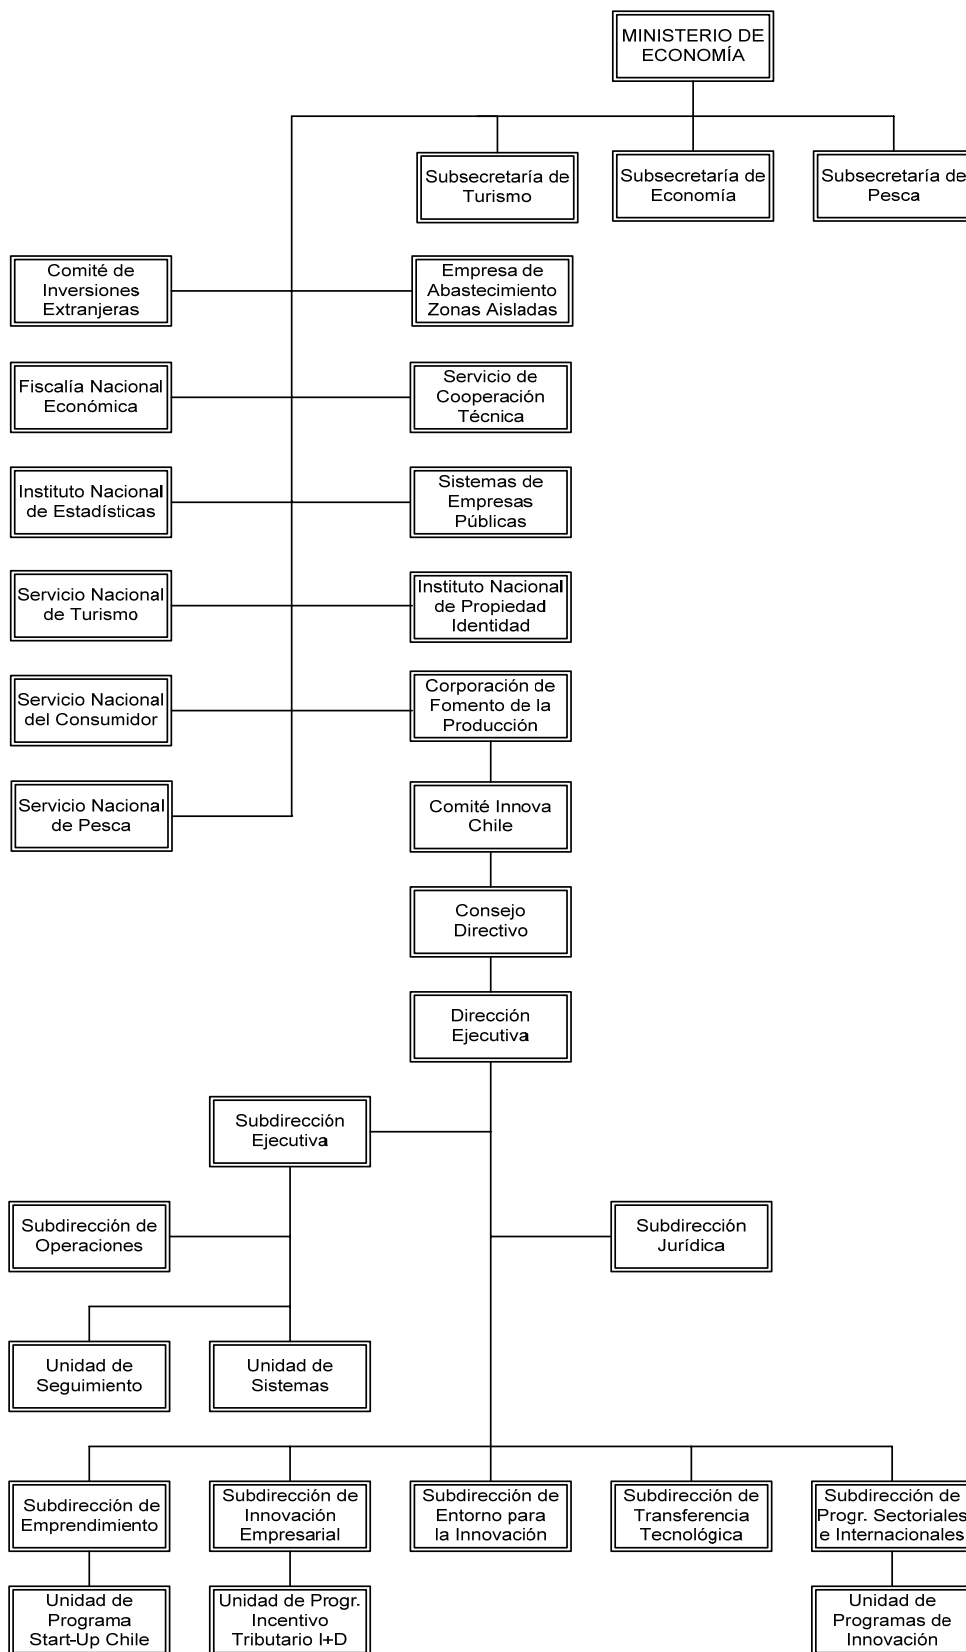 MINISTERIO DE
ECONOMÍA
Subsecretaría de
Turismo
Subsecretaría de
Economía
Subsecretaría de
Pesca
Comité de
Inversiones
Extranjeras
Empresa de
Abastecimiento
Zonas Aisladas
Fiscalía Nacional
Económica
Servicio de
Cooperación
Técnica
Instituto Nacional
de Estadísticas
Sistemas de
Empresas
Públicas
Servicio Nacional
de Turismo
Instituto Nacional
de Propiedad
Identidad
Servicio Nacional
del Consumidor
Corporación de
Fomento de la
Producción
Servicio Nacional
de Pesca
Comité Innova
Chile
Consejo
Directivo
Dirección
Ejecutiva
Subdirección
Ejecutiva
Subdirección de
Operaciones
Subdirección
Jurídica
Unidad de
Seguimiento
Unidad de
Sistemas
Subdirección de
Emprendimiento
Subdirección de
Innovación
Empresarial
Subdirección de
Entorno para
la Innovación
Subdirección de
Transferencia
Tecnológica
Subdirección de
Progr. Sectoriales
e Internacionales
Unidad de
Programa
Start-Up Chile
Unidad de Progr.
Incentivo
Tributario I+D
Unidad de
Programas de
Innovación